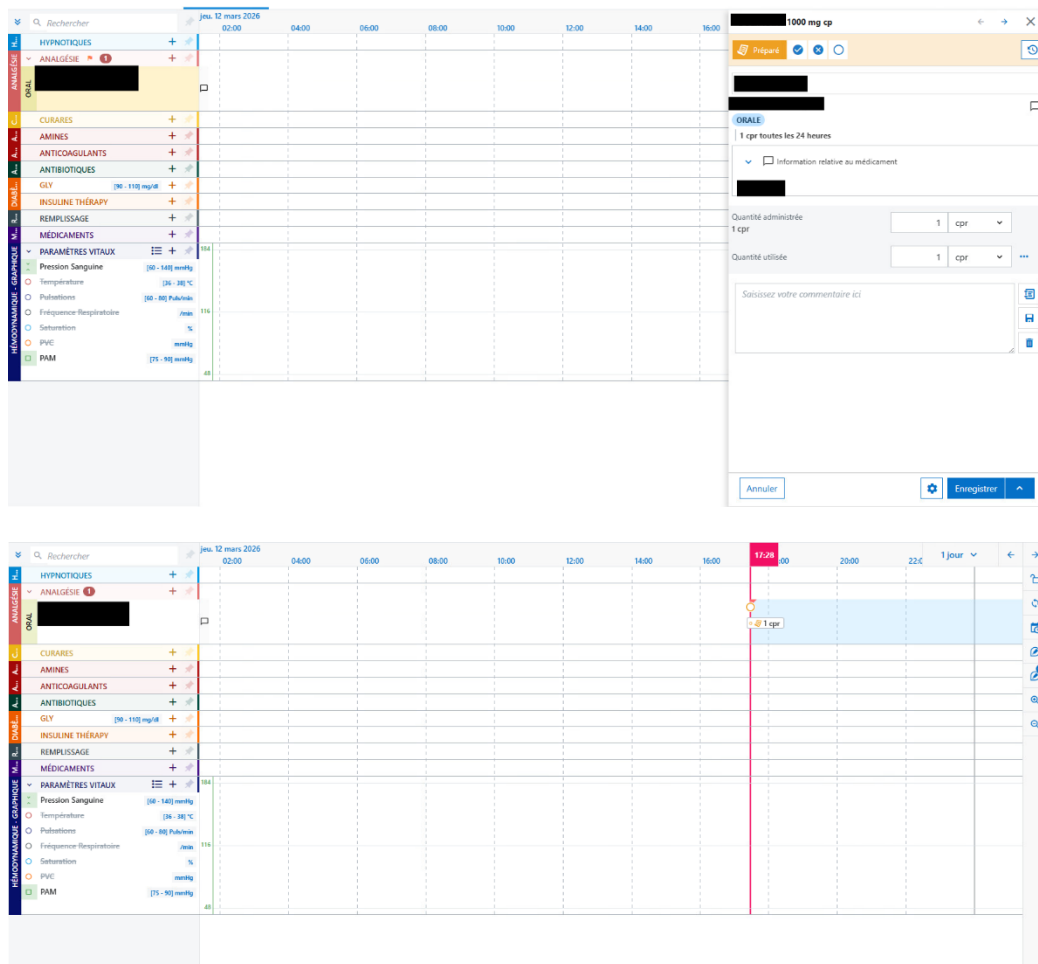 jeu. 12 mars 2026
Rechercher
02:00 04:00 06:00 08:00 10:00 12:00 14:00 16:00
HYPNOTIQUES
ANALGÉSIE 1
ANALGÉSIE
ORAL
CURARES
AMINES
ANTICOAGULANTS
ANTIBIOTIQUES
DIABÈ...
GLY [90 - 110] mg/dl
INSULINE THÉRAPY
REMPLISSAGE
MÉDICAMENTS
HÉMODYNAMIQUE - GRAPHIQUE
PARAMÈTRES VITAUX
Pression Sanguine [60 - 140] mmHg
Température [36 - 38] °C
Pulsations [60 - 80] Puls/min
Fréquence Respiratoire /min
Saturation %
PVC mmHg
PAM [75 - 90] mmHg
184
116
48
1000 mg cp
Préparé
ORALE
1 cpr toutes les 24 heures
Information relative au médicament
Quantité administrée
1 cpr
1 cpr
Quantité utilisée
1 cpr
Saisissez votre commentaire ici
Annuler
Enregistrer
jeu. 12 mars 2026
Rechercher
02:00 04:00 06:00 08:00 10:00 12:00 14:00 16:00 17:28 :00 20:00 22:0
1 jour
HYPNOTIQUES
ANALGÉSIE 1
ANALGÉSIE
ORAL
1 cpr
CURARES
AMINES
ANTICOAGULANTS
ANTIBIOTIQUES
DIABÈ...
GLY [90 - 110] mg/dl
INSULINE THÉRAPY
REMPLISSAGE
MÉDICAMENTS
HÉMODYNAMIQUE - GRAPHIQUE
PARAMÈTRES VITAUX
Pression Sanguine [60 - 140] mmHg
Température [36 - 38] °C
Pulsations [60 - 80] Puls/min
Fréquence Respiratoire /min
Saturation %
PVC mmHg
PAM [75 - 90] mmHg
184
116
48